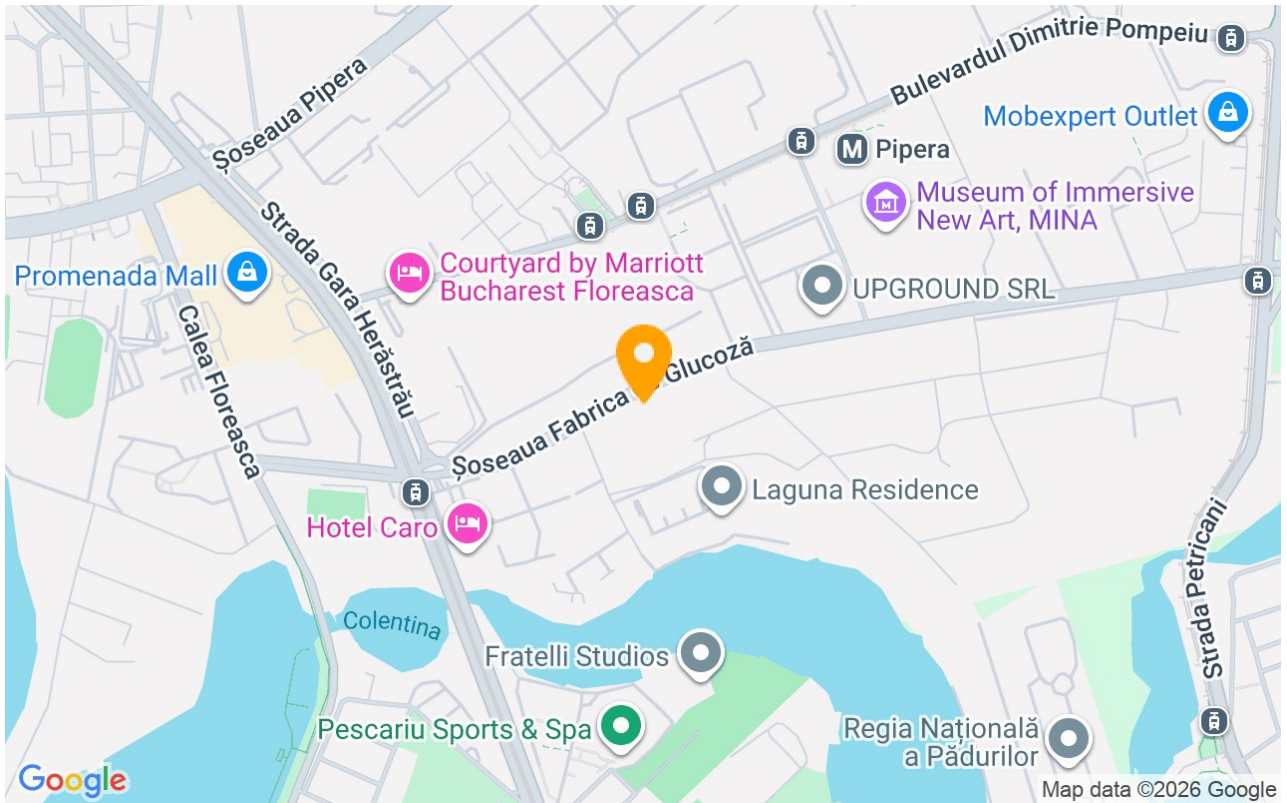 Bulevardul Dimitrie Pompeiu
Șoseaua Pipera
Mobexpert Outlet
M Pipera
Museum of Immersive
New Art, MINA
Strada Gara Herăstrău
Promenada Mall
Courtyard by Marriott
Bucharest Floreasca
UPGROUND SRL
Calea Floreasca
Șoseaua Fabrica
Glucoză
Laguna Residence
Hotel Caro
Strada Petricani
Colentina
Fratelli Studios
Pescariu Sports & Spa
Regia Națională
a Pădurilor
Google
Map data ©2026 Google